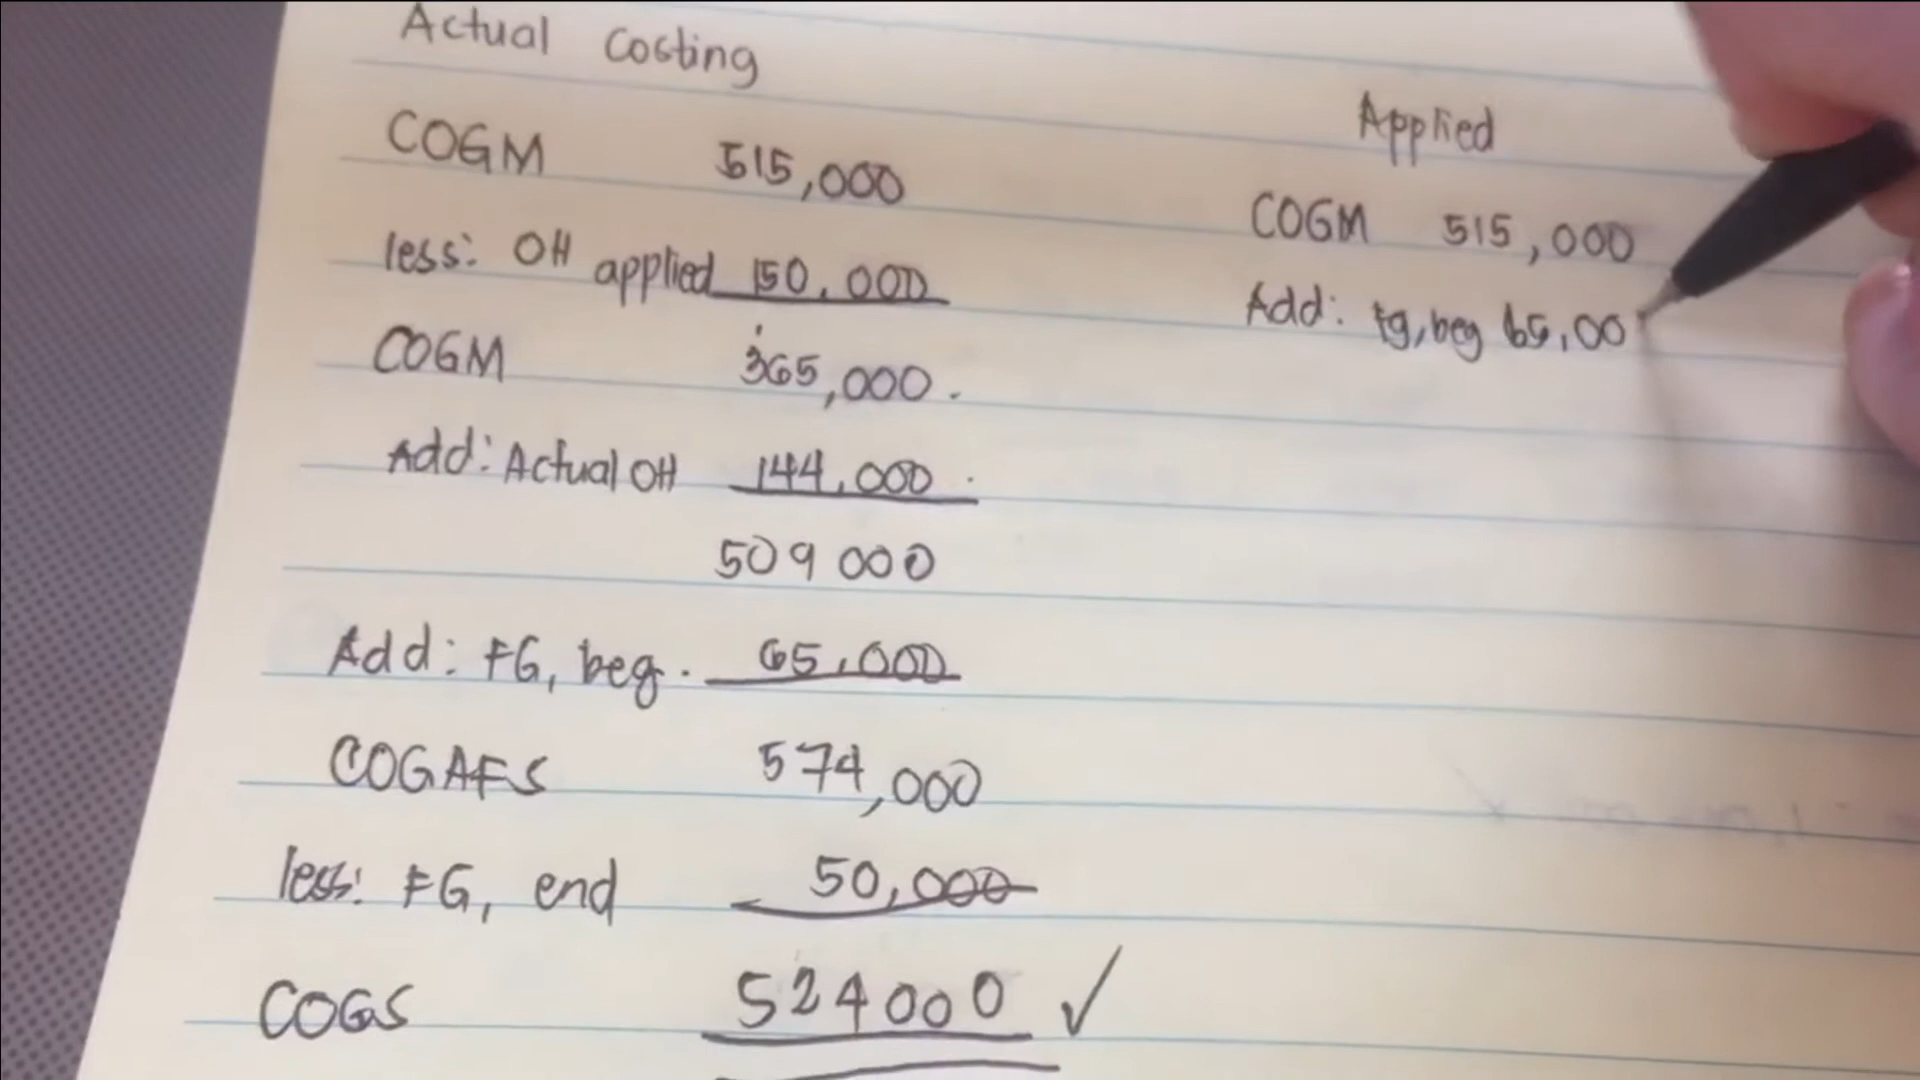 Actual Costing
COGM 515,000
less: OH applied 150,000
COGM 365,000.
Add: Actual OH 144,000
509 000
Add: FG, beg. 65,000
COGAFS 574,000
less: FG, end 50,000
COGS 524000 ✓
Applied
COGM 515,000
Add: fg, beg 65,00